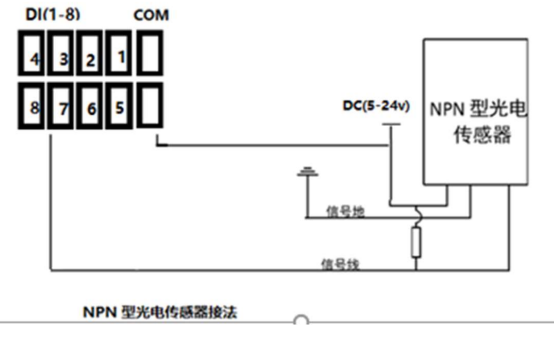 DI(1-8) COM
4 3 2 1
8 7 6 5
DC(5-24v)
NPN 型光电
传感器
信号地
信号线
NPN 型光电传感器接法